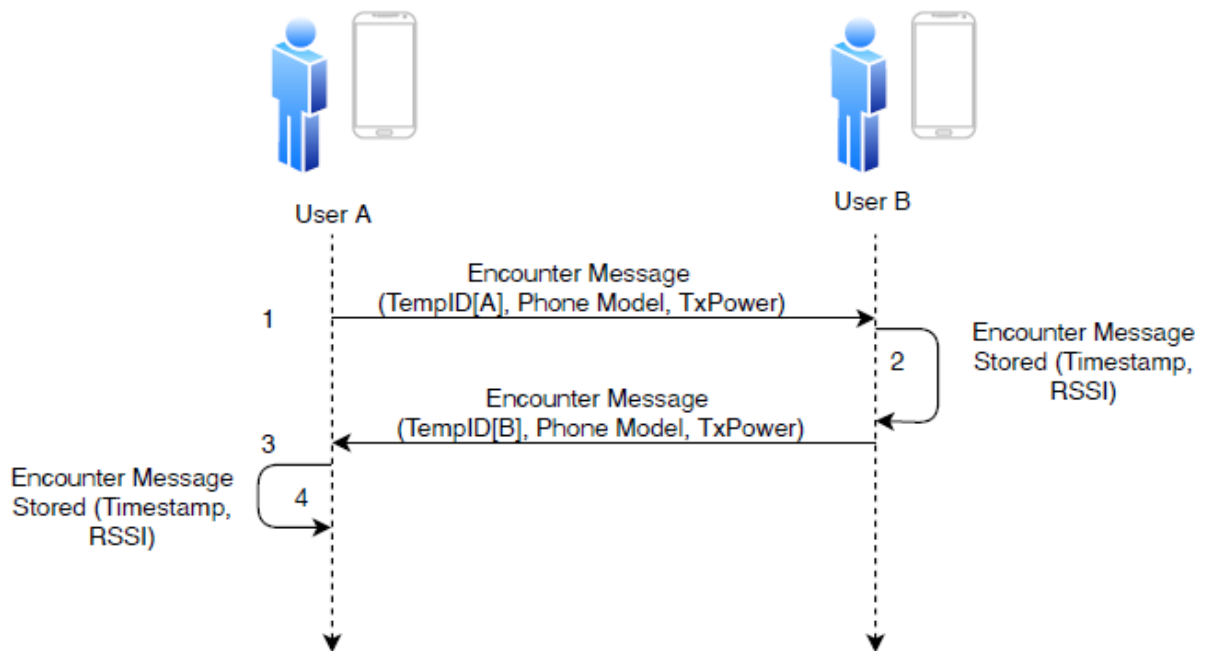 User A
User B
Encounter Message
(TempID[A], Phone Model, TxPower)
1
2
Encounter Message
Stored (Timestamp,
RSSI)
Encounter Message
(TempID[B], Phone Model, TxPower)
3
4
Encounter Message
Stored (Timestamp,
RSSI)